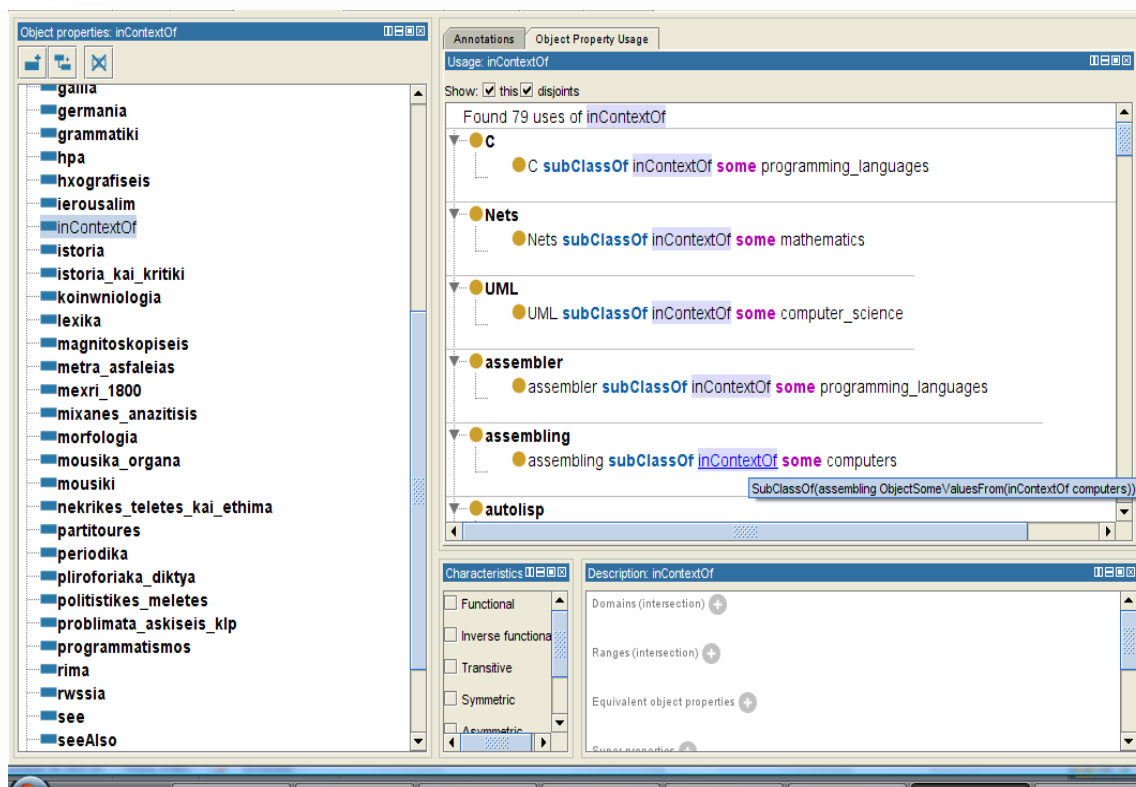 Object properties: inContextOf
gallia
germania
grammatiki
hpa
hxografiseis
ierousalim
inContextOf
istoria
istoria_kai_kritiki
koinwniologia
lexika
magnitoskopiseis
metra_asfaleias
mexri_1800
mixanes_anazitisis
morfologia
mousika_organa
mousiki
nekrikes_teletes_kai_ethima
partitoures
periodika
pliroforiaka_diktya
politistikes_meletes
problimata_askiseis_klp
programmatismos
rima
rwssia
see
seeAlso
Annotations Object Property Usage
Usage: inContextOf
Show: this disjoints
Found 79 uses of inContextOf
C
C subClassOf inContextOf some programming_languages
Nets
Nets subClassOf inContextOf some mathematics
UML
UML subClassOf inContextOf some computer_science
assembler
assembler subClassOf inContextOf some programming_languages
assembling
assembling subClassOf inContextOf some computers
SubClassOf(assembling ObjectSomeValuesFrom(inContextOf computers))
autolisp
Characteristics
Functional
Inverse functiona
Transitive
Symmetric
Asymmetric
Description: inContextOf
Domains (intersection)
Ranges (intersection)
Equivalent object properties
Super properties